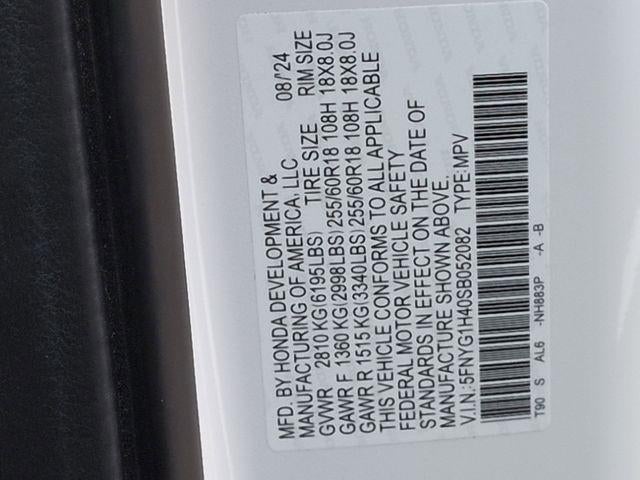 MFD. BY HONDA DEVELOPMENT & 08/'24
MANUFACTURING OF AMERICA, LLC
GVWR 2810 KG(6195LBS) TIRE SIZE RIM SIZE
GAWR F 1360 KG(2998LBS) 255/60R18 108H 18X8.0J
GAWR R 1515 KG(3340LBS) 255/60R18 108H 18X8.0J
THIS VEHICLE CONFORMS TO ALL APPLICABLE
FEDERAL MOTOR VEHICLE SAFETY
STANDARDS IN EFFECT ON THE DATE OF
MANUFACTURE SHOWN ABOVE.
V.I.N.:5FNYG1H40SB052082 TYPE:MPV
T90 S AL6 -NH883P -A -B